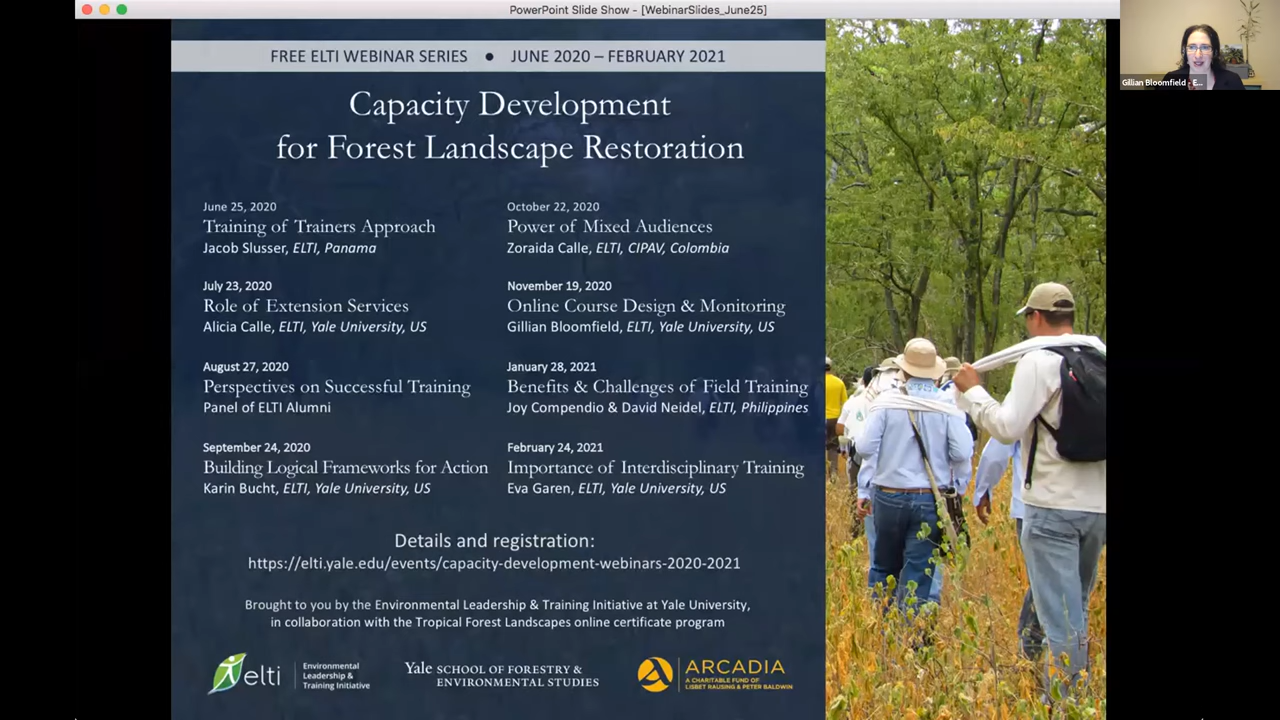 PowerPoint Slide Show - [WebinarSlides_June25]
Gillian Bloomfield - E...
FREE ELTI WEBINAR SERIES ● JUNE 2020 – FEBRUARY 2021
Capacity Development
for Forest Landscape Restoration
June 25, 2020
Training of Trainers Approach
Jacob Slusser, ELTI, Panama
July 23, 2020
Role of Extension Services
Alicia Calle, ELTI, Yale University, US
August 27, 2020
Perspectives on Successful Training
Panel of ELTI Alumni
September 24, 2020
Building Logical Frameworks for Action
Karin Bucht, ELTI, Yale University, US
October 22, 2020
Power of Mixed Audiences
Zoraida Calle, ELTI, CIPAV, Colombia
November 19, 2020
Online Course Design & Monitoring
Gillian Bloomfield, ELTI, Yale University, US
January 28, 2021
Benefits & Challenges of Field Training
Joy Compendio & David Neidel, ELTI, Philippines
February 24, 2021
Importance of Interdisciplinary Training
Eva Garen, ELTI, Yale University, US
Details and registration:
https://elti.yale.edu/events/capacity-development-webinars-2020-2021
Brought to you by the Environmental Leadership & Training Initiative at Yale University,
in collaboration with the Tropical Forest Landscapes online certificate program
elti
Environmental
Leadership &
Training Initiative
Yale SCHOOL OF FORESTRY &
ENVIRONMENTAL STUDIES
ARCADIA
A CHARITABLE FUND OF
LISBET RAUSING & PETER BALDWIN